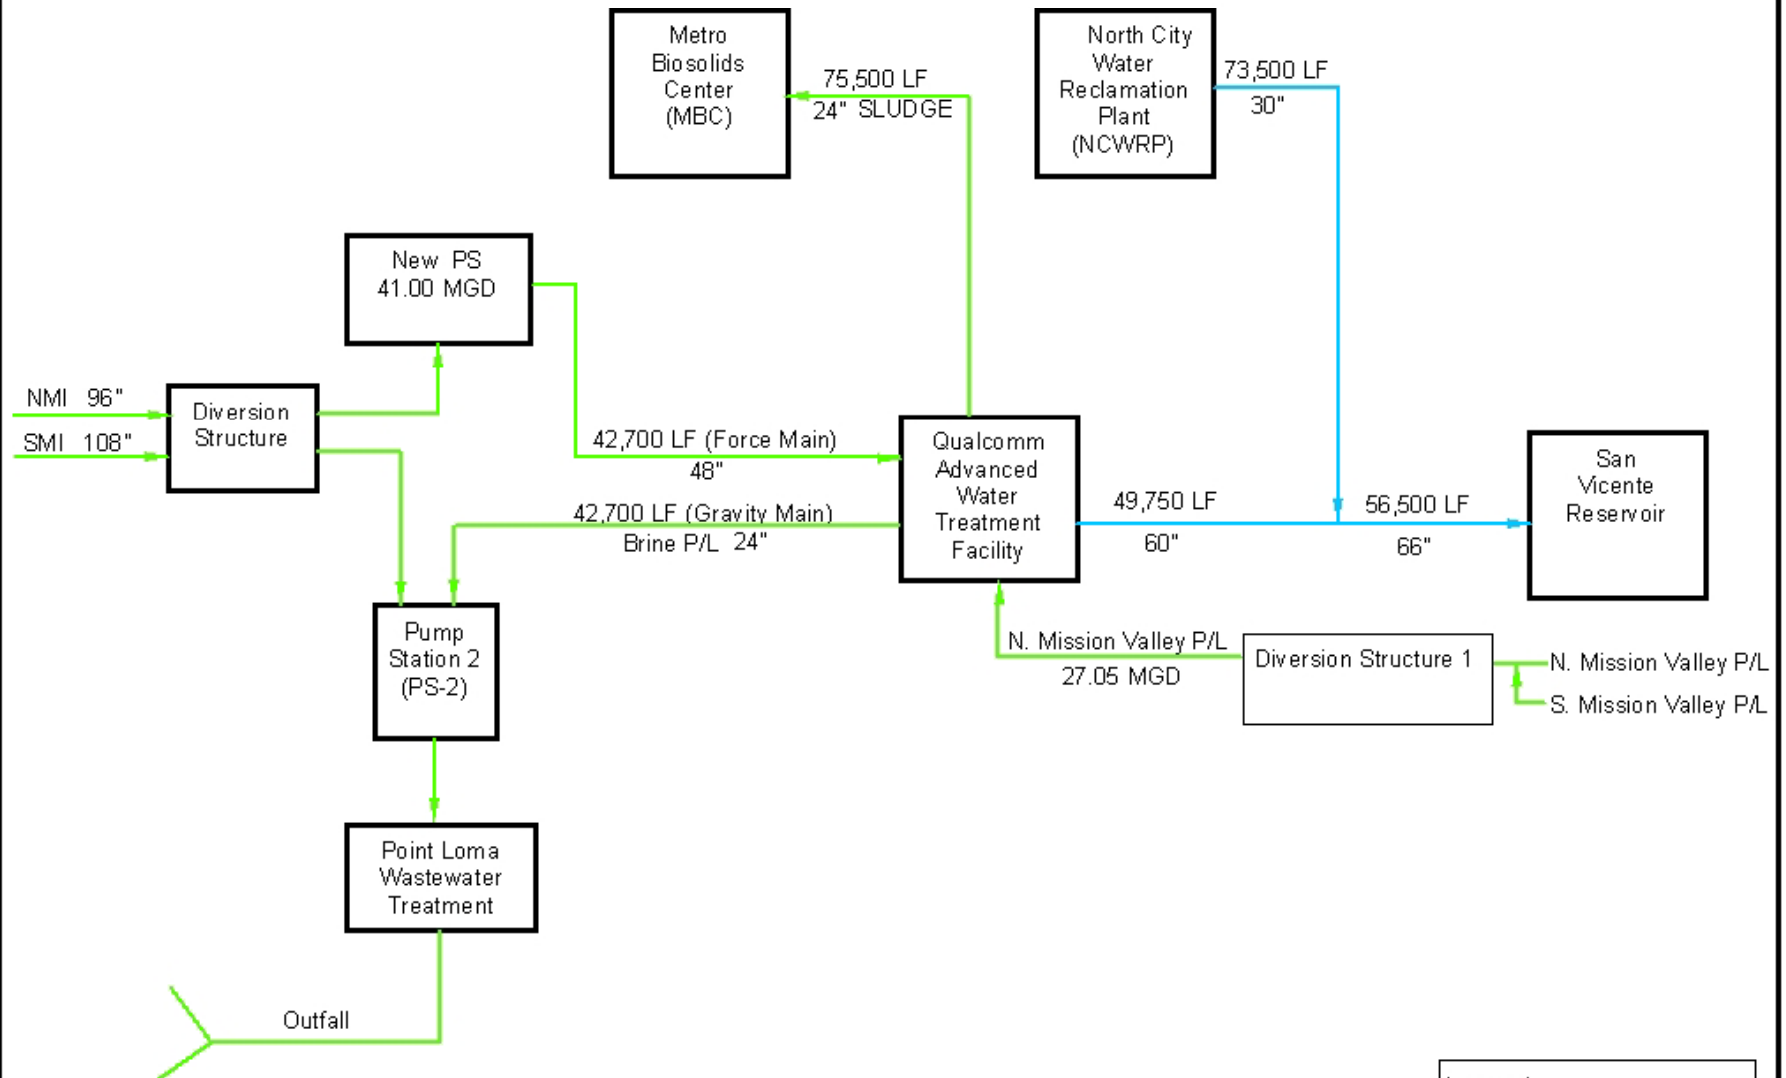 Metro
Biosolids
Center
(MBC)
75,500 LF
24" SLUDGE
North City
Water
Reclamation
Plant
(NCWRP)
73,500 LF
30"
New PS
41.00 MGD
NMI 96"
SMI 108"
Diversion
Structure
42,700 LF (Force Main)
48"
42,700 LF (Gravity Main)
Brine P/L 24"
Qualcomm
Advanced
Water
Treatment
Facility
49,750 LF
60"
56,500 LF
66"
San
Vicente
Reservoir
N. Mission Valley P/L
27.05 MGD
Diversion Structure 1
N. Mission Valley P/L
S. Mission Valley P/L
Pump
Station 2
(PS-2)
Point Loma
Wastewater
Treatment
Outfall